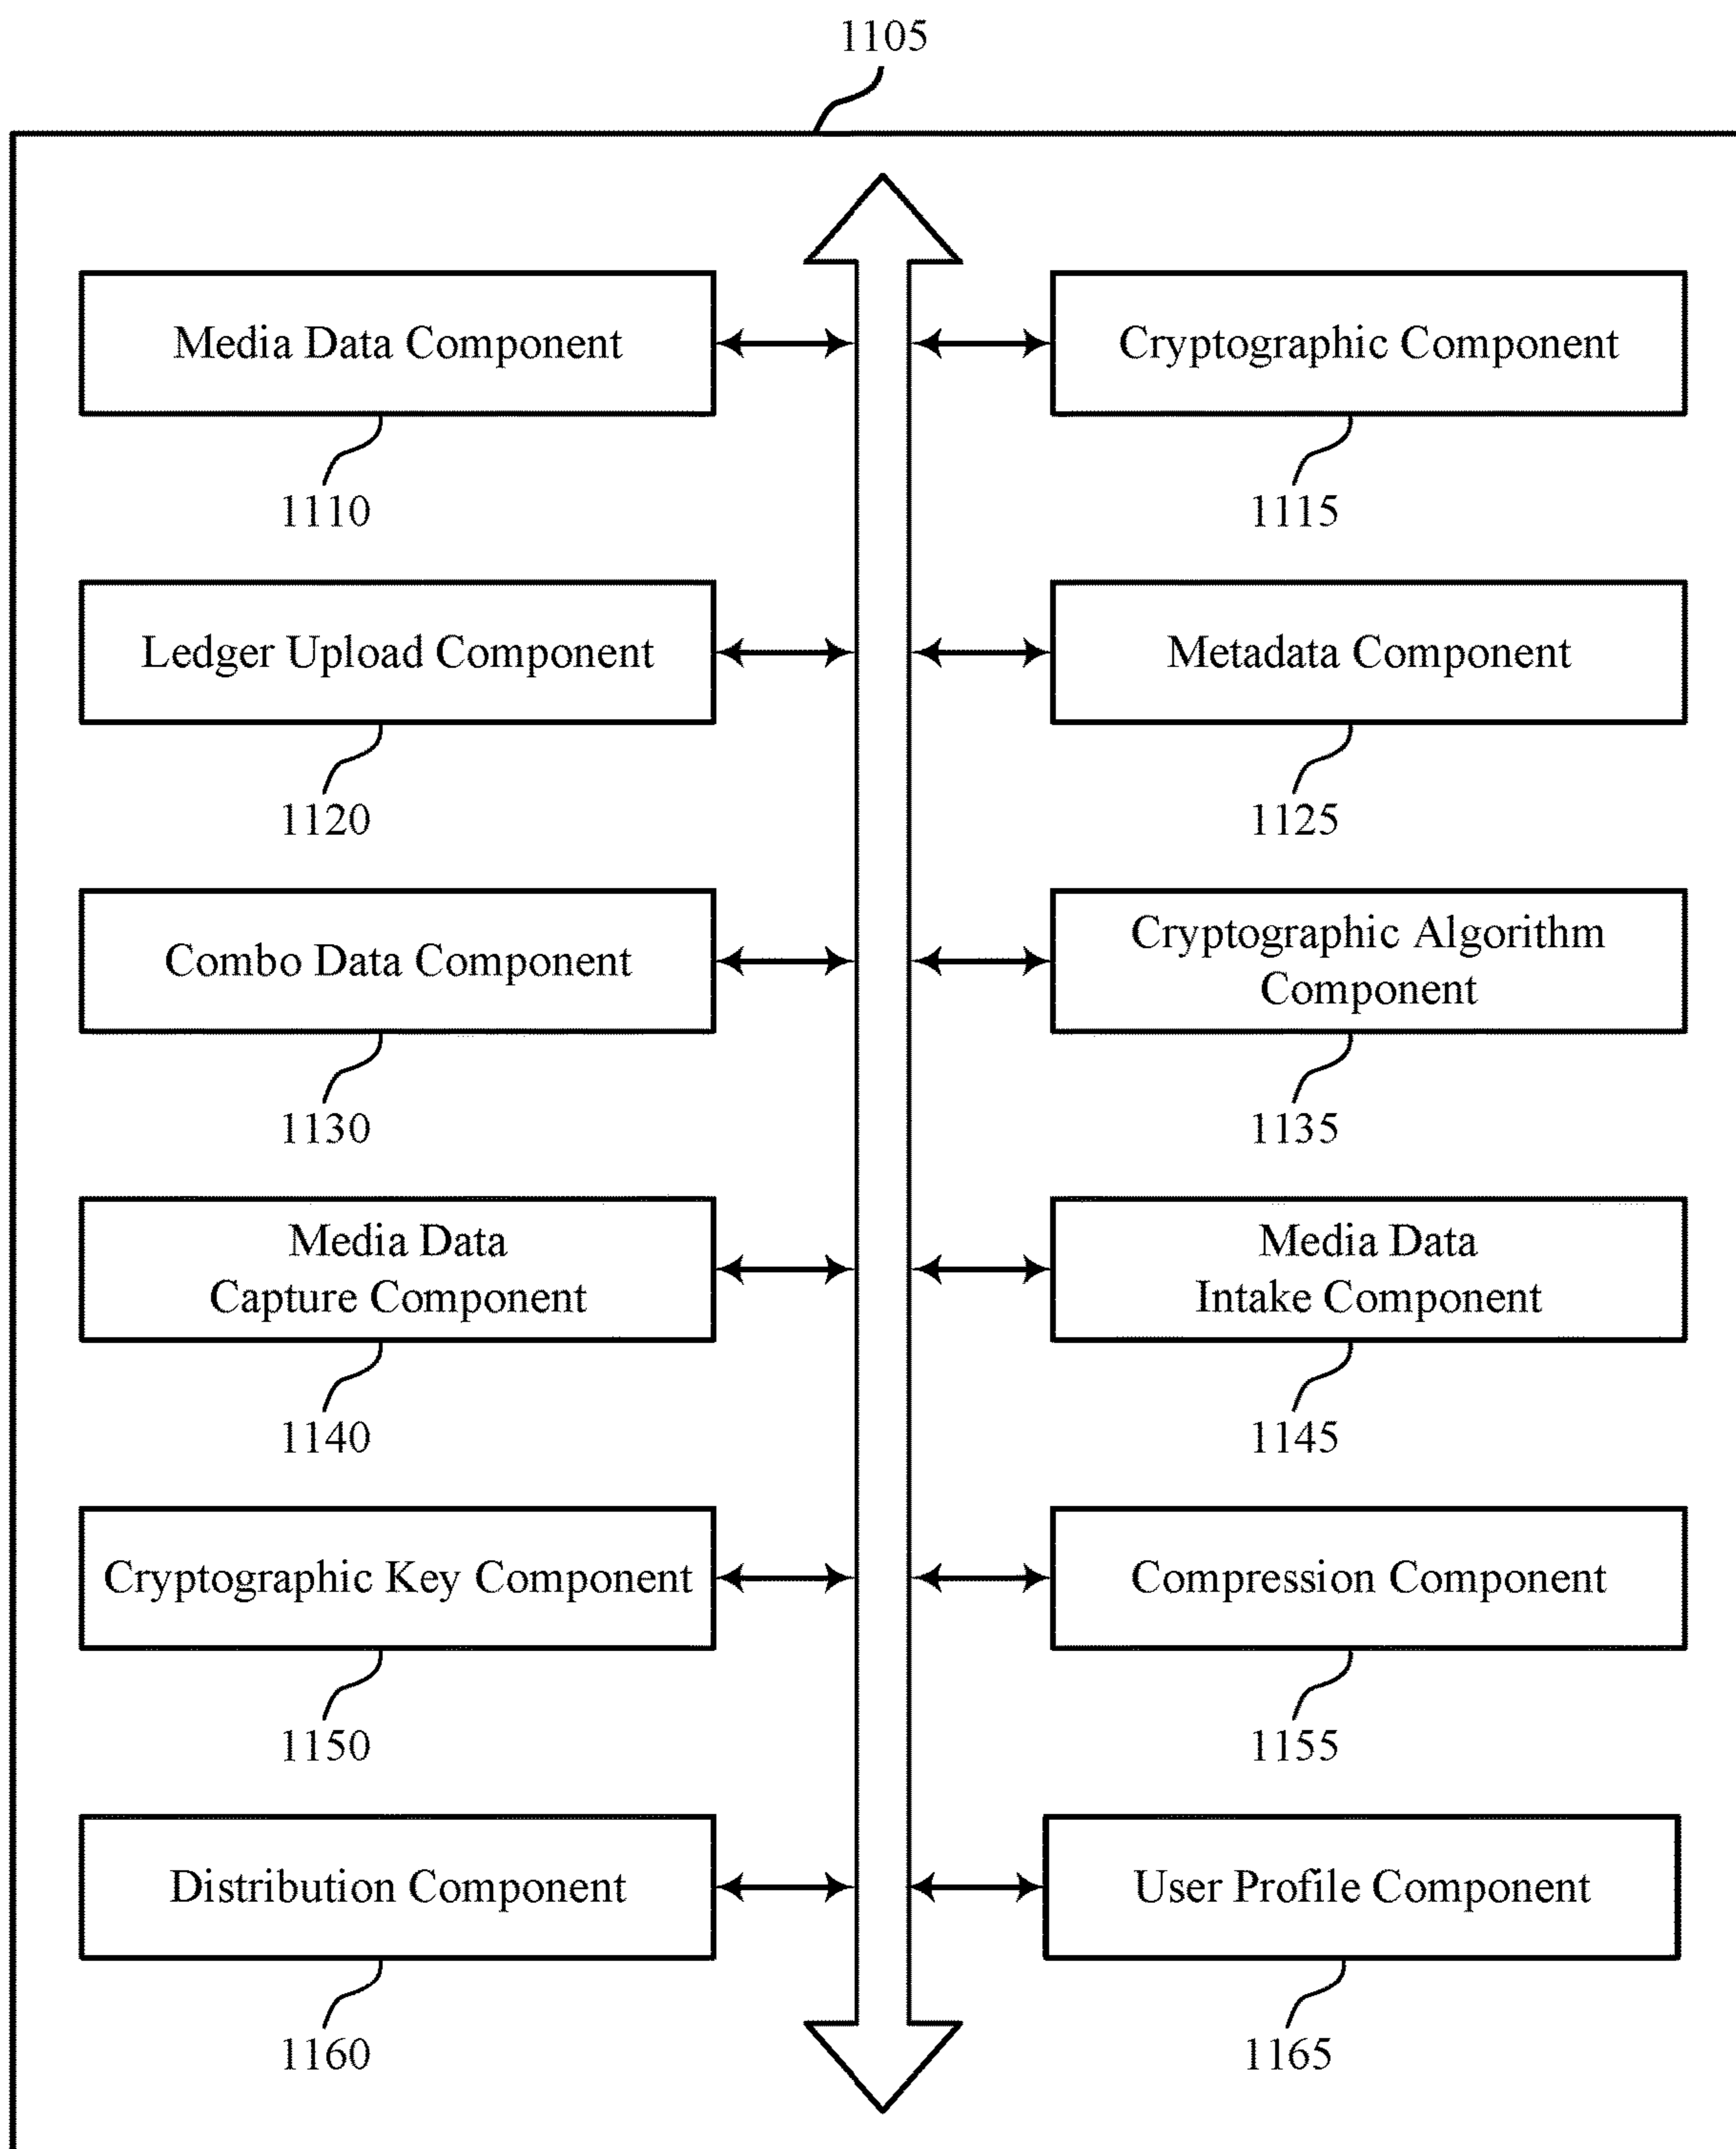 1105
Media Data Component
Cryptographic Component
1110
1115
Ledger Upload Component
Metadata Component
1120
1125
Combo Data Component
Cryptographic Algorithm
Component
1130
1135
Media Data
Capture Component
Media Data
Intake Component
1140
1145
Cryptographic Key Component
Compression Component
1150
1155
Distribution Component
User Profile Component
1160
1165